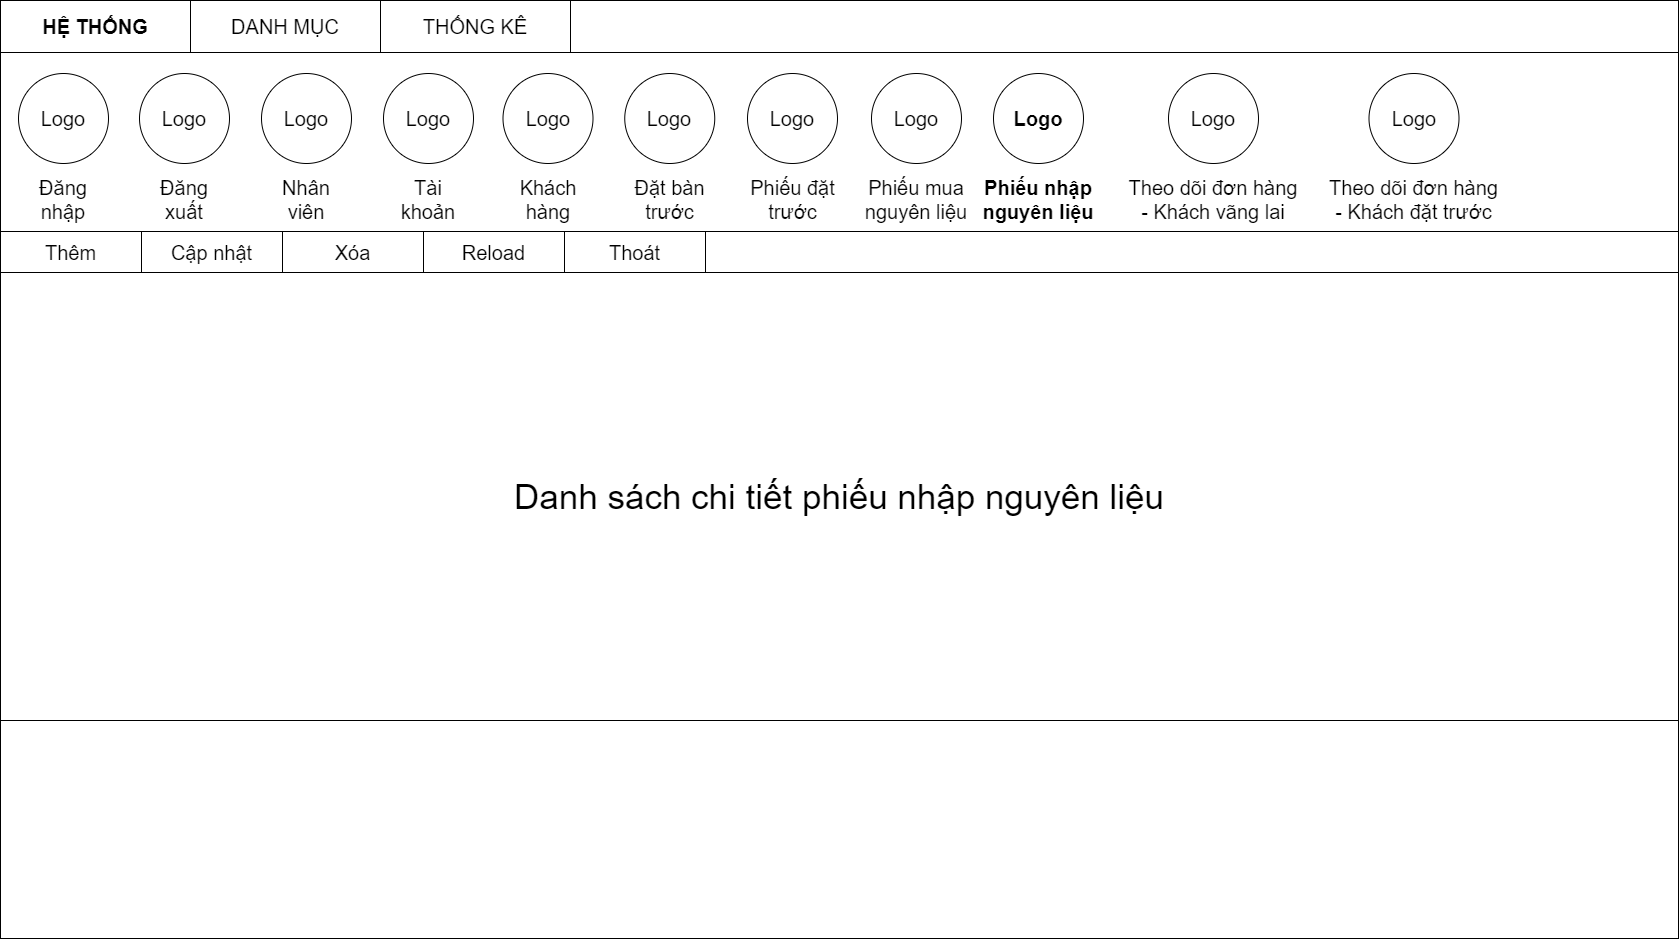 HỆ THỐNG DANH MỤC THỐNG KÊ
Logo Logo Logo Logo Logo Logo Logo Logo Logo Logo Logo
Đăng nhập
Đăng xuất
Nhân viên
Tài khoản
Khách hàng
Đặt bàn trước
Phiếu đặt trước
Phiếu mua nguyên liệu
Phiếu nhập nguyên liệu
Theo dõi đơn hàng - Khách vãng lai
Theo dõi đơn hàng - Khách đặt trước
Thêm Cập nhật Xóa Reload Thoát
Danh sách chi tiết phiếu nhập nguyên liệu